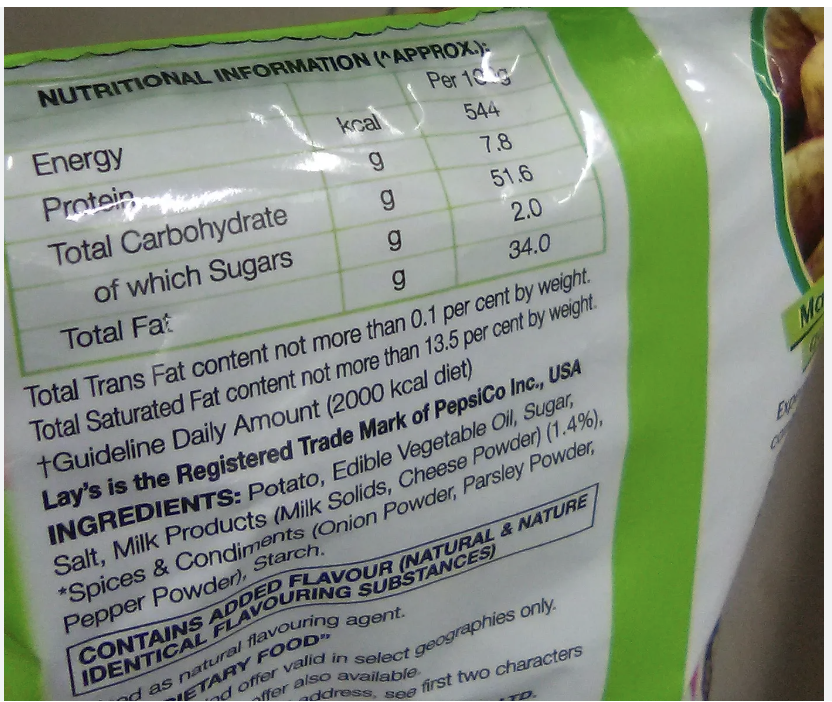 NUTRITIONAL INFORMATION (^APPROX.):
Per
kcal 544
Energy g 7.8
Protein g 51.6
Total Carbohydrate g 2.0
of which Sugars g 34.0
Total Fat
Total Trans Fat content not more than 0.1 per cent by weight.
Total Saturated Fat content not more than 13.5 per cent by weight.
†Guideline Daily Amount (2000 kcal diet)
Lay's is the Registered Trade Mark of PepsiCo Inc., USA
INGREDIENTS: Potato, Edible Vegetable Oil, Sugar,
Salt, Milk Products (Milk Solids, Cheese Powder) (1.4%),
*Spices & Condiments (Onion Powder, Parsley Powder,
Pepper Powder), Starch.
CONTAINS ADDED FLAVOUR (NATURAL & NATURE
IDENTICAL FLAVOURING SUBSTANCES)
as natural flavouring agent.
FOOD"
offer valid in select geographies only.
offer also available.
address, see first two characters